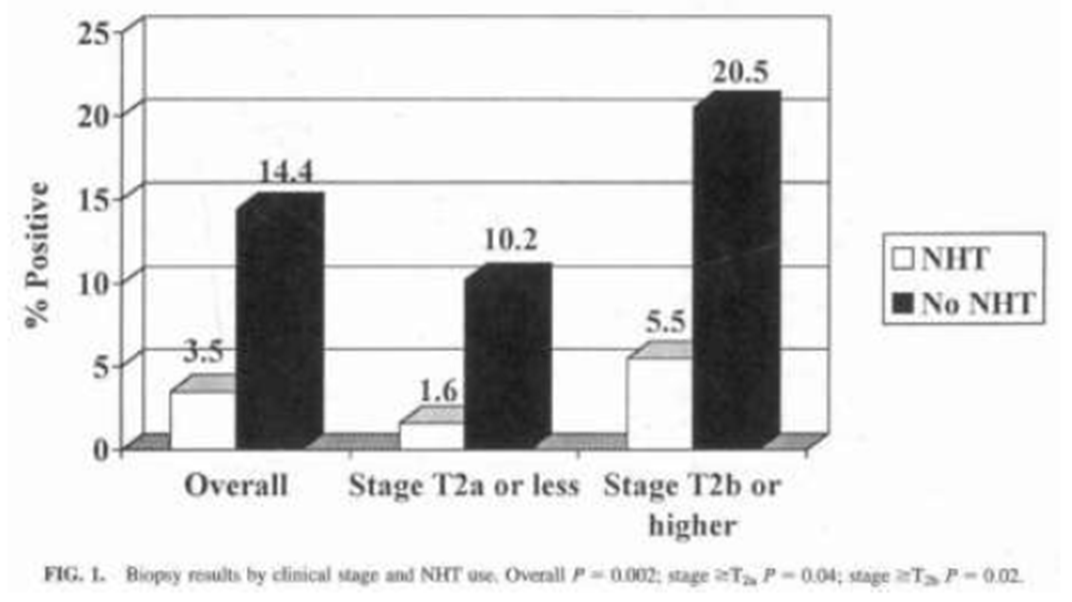 25
20
15
10
5
0
% Positive
3.5
14.4
1.6
10.2
5.5
20.5
Overall
Stage T2a or less
Stage T2b or higher
NHT
No NHT
FIG. 1. Biopsy results by clinical stage and NHT use. Overall P = 0.002; stage ≥T2a P = 0.04; stage ≥T2b P = 0.02.